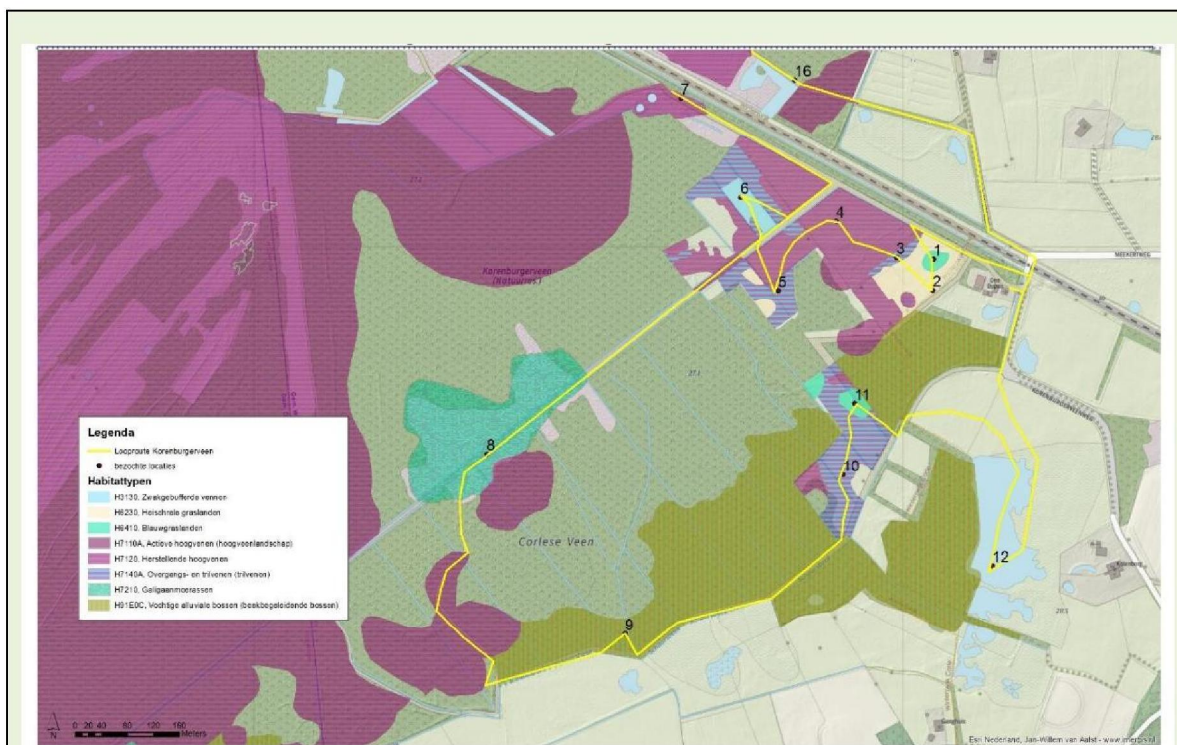 16
7
6
4
3
1
MEEKERTWEG
2
5
Korenburgerveen
(Natuurres.)
11
8
10
Corlese Veen
12
9
Legenda
Looproute Korenburgerveen
bezochte locaties
Habitattypen
H3130, Zwakgebufferde vennen
H6230, Heischrale graslanden
H6410, Blauwgraslanden
H7110A, Actieve hoogvenen (hoogveenlandschap)
H7120, Herstellende hoogvenen
H7140A, Overgangs- en trilvenen (trilvenen)
H7210, Galigaanmoerassen
H91E0C, Vochtige alluviale bossen (beekbegeleidende bossen)
N
0 20 40 80 120 160
Meters
Esri Nederland, Jan-Willem van Aalst - www.imergis.nl